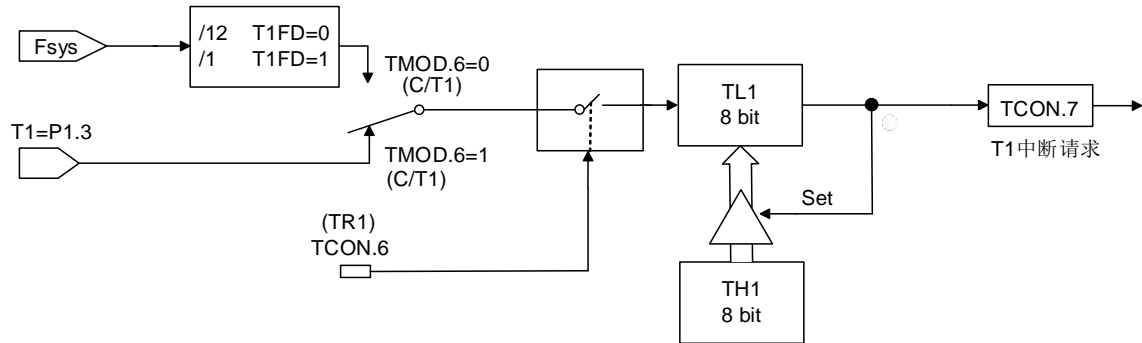 Fsys
/12 T1FD=0
/1 T1FD=1
TMOD.6=0
(C/T1)
T1=P1.3
TMOD.6=1
(C/T1)
(TR1)
TCON.6
TL1
8 bit
Set
TH1
8 bit
TCON.7
T1中断请求